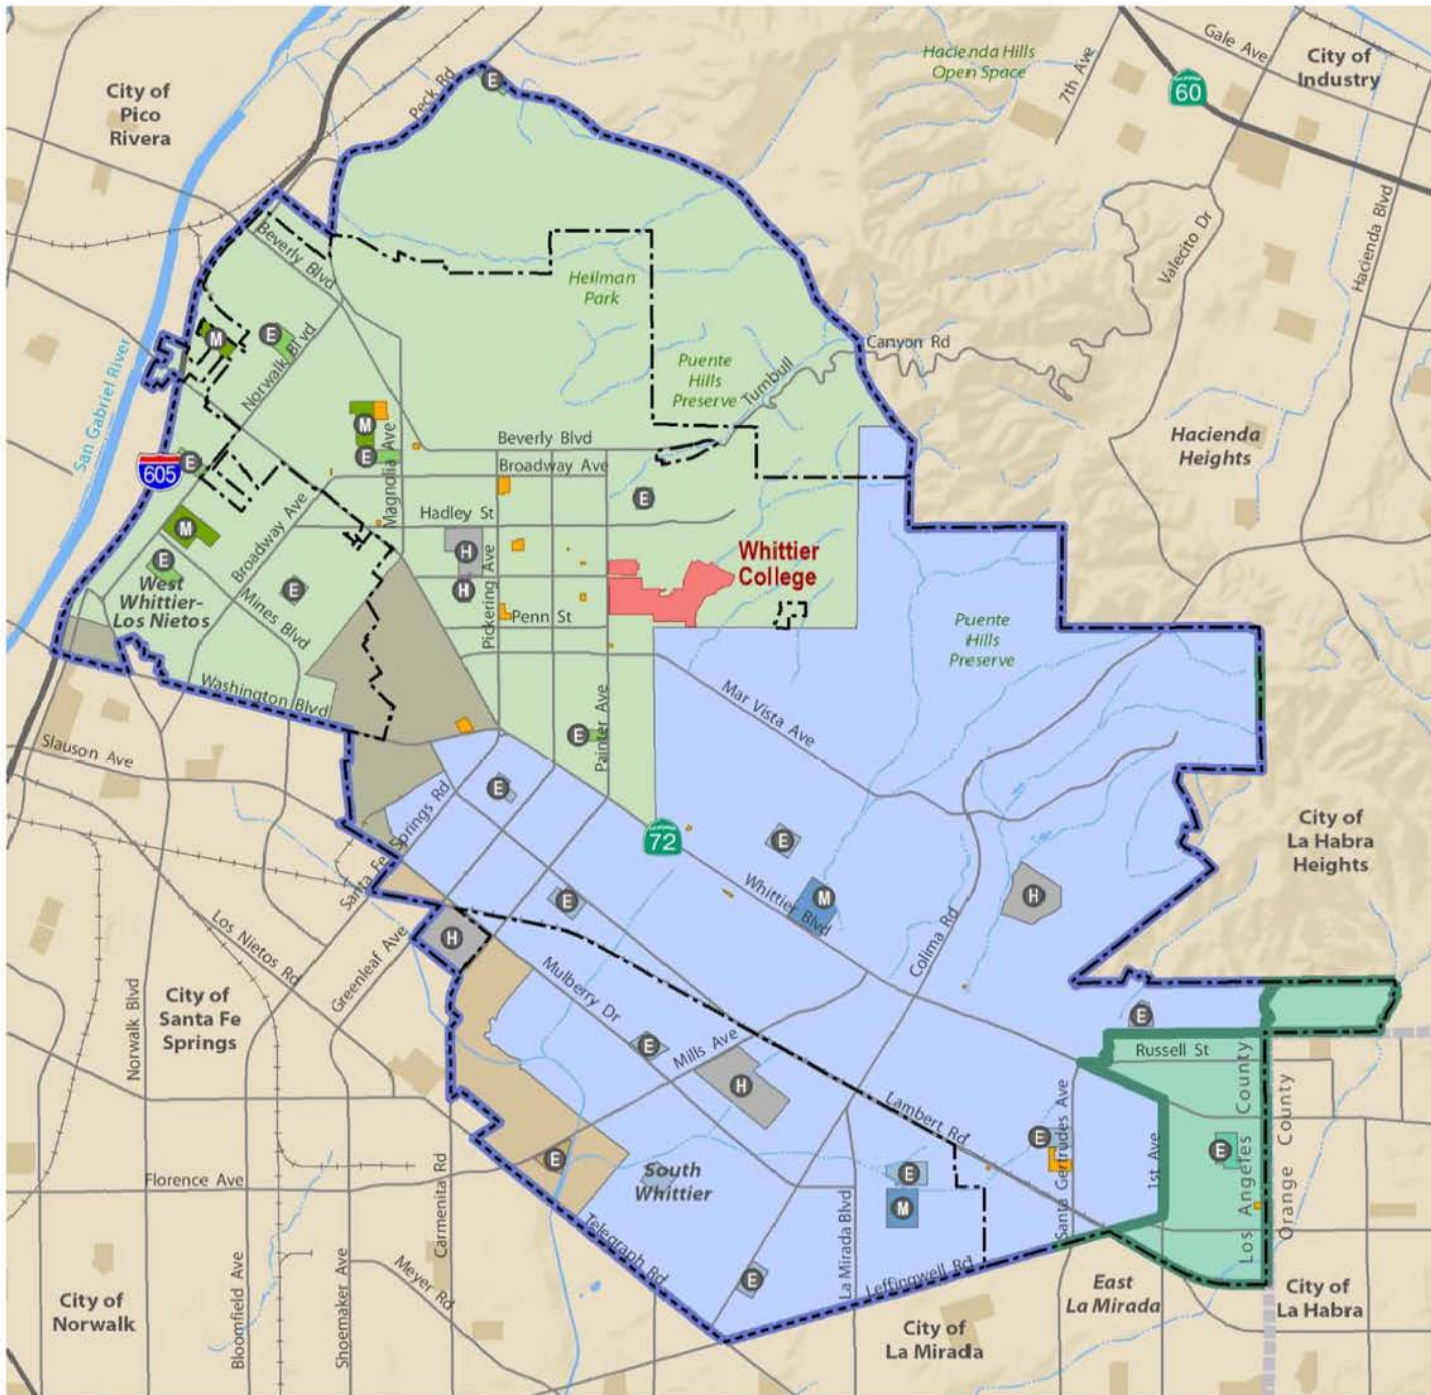 City of
Pico
Rivera
Peck Rd
Hacienda Hills
Open Space
7th Ave
Gale Ave
City of
Industry
60
Hacienda Blvd
Valecito Dr
Beverly Blvd
Hellman
Park
E
M
E
Norwalk Blvd
San Gabriel River
Puente
Hills
Preserve
Turnbull
Canyon Rd
M
E
Magnolia Ave
Beverly Blvd
Broadway Ave
Hacienda
Heights
605
E
E
M
Broadway Ave
Hadley St
H
H
Pickering Ave
Whittier
College
E
West
Whittier-
Los Nietos
E
Mines Blvd
Penn St
Puente
Hills
Preserve
Washington Blvd
Mar Vista Ave
Painter Ave
E
Slauson Ave
E
Santa Fe Springs Rd
72
E
City of
La Habra
Heights
Whittier Blvd
M
H
E
Colima Rd
Los Nietos Rd
H
Greenleaf Ave
Mulberry Dr
City of
Santa Fe
Springs
Norwalk Blvd
E
Mills Ave
H
E
Russell St
Lambert Rd
Santa Gertrudes Ave
E
1st Ave
E
Los Angeles County
Orange County
Florence Ave
E
South
Whittier
E
M
Carmenita Rd
Telegraph Rd
La Mirada Blvd
Leffingwell Rd
E
Meyer Rd
Bloomfield Ave
Shoemaker Ave
City of
Norwalk
East
La Mirada
City of
La Habra
City of
La Mirada